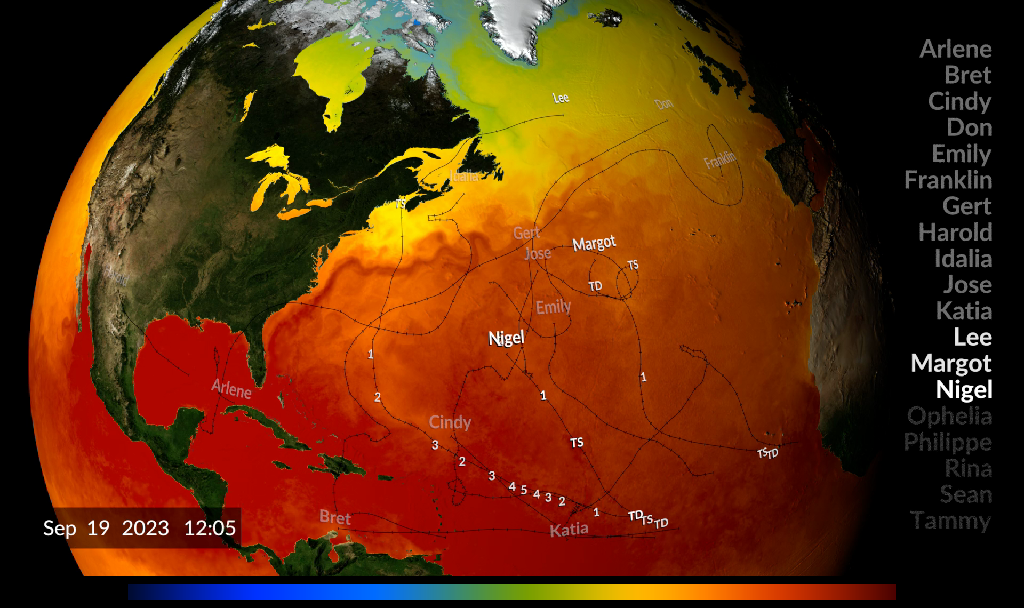 Lee
Don
Franklin
Idalia
TS
Gert
Jose
Margot
TS
TD
Emily
Nigel
1
1
2
1
Arlene
Cindy
TS
3
2
3
4
5
4
3
2
1
TSTD
TD
TS
TD
Bret
Katia
Sep 19 2023 12:05
Arlene
Bret
Cindy
Don
Emily
Franklin
Gert
Harold
Idalia
Jose
Katia
Lee
Margot
Nigel
Ophelia
Philippe
Rina
Sean
Tammy